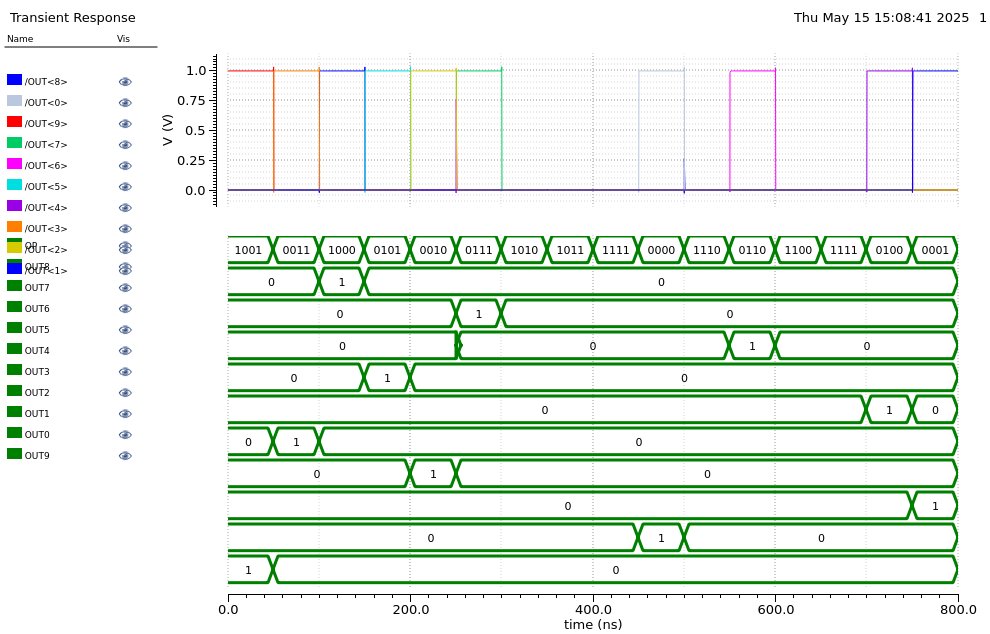 Transient Response
Thu May 15 15:08:41 2025 1
Name Vis
/OUT<8>
/OUT<0>
/OUT<9>
/OUT<7>
/OUT<6>
/OUT<5>
/OUT<4>
/OUT<3>
/OUT<2>
/OUT<1>
OUT7
OUT6
OUT5
OUT4
OUT3
OUT2
OUT1
OUT0
OUT9
V (V)
1.0
0.75
0.5
0.25
0.0
1001 0011 1000 0101 0010 0111 1010 1011 1111 0000 1110 0110 1100 1111 0100 0001
0 1 0
0 1 0
0 0 1 0
0 1 0
0 1 0
0 1 0
0 1 0
0 1
0 1 0
1 0
0.0 200.0 400.0 600.0 800.0
time (ns)